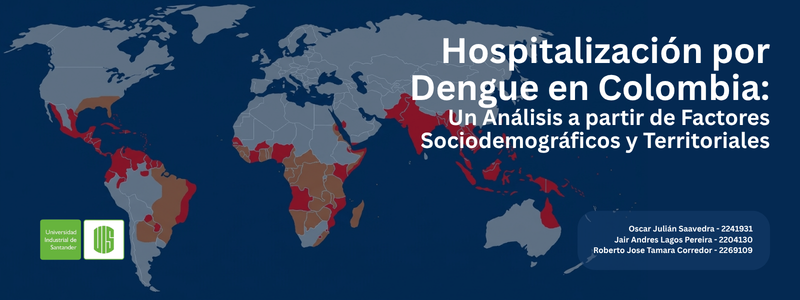 Hospitalización por
Dengue en Colombia:
Un Análisis a partir de Factores
Sociodemográficos y Territoriales
Universidad
Industrial de
Santander
UIS
Oscar Julián Saavedra - 2241931
Jair Andres Lagos Pereira - 2204130
Roberto Jose Tamara Corredor - 2269109